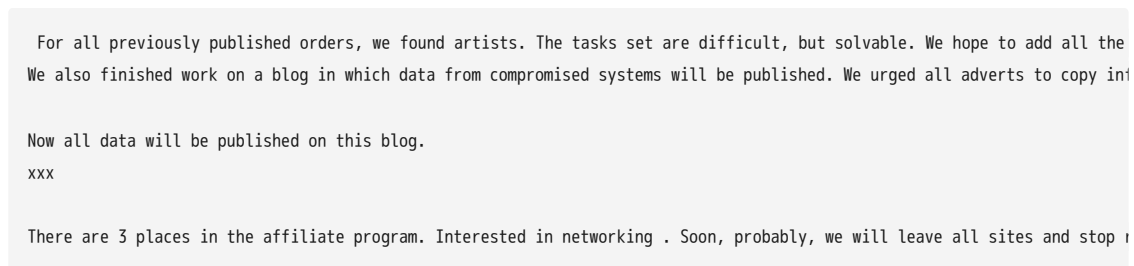 For all previously published orders, we found artists. The tasks set are difficult, but solvable. We hope to add all the
We also finished work on a blog in which data from compromised systems will be published. We urged all adverts to copy
Now all data will be published on this blog.
xxx
There are 3 places in the affiliate program. Interested in networking . Soon, probably, we will leave all sites and stop